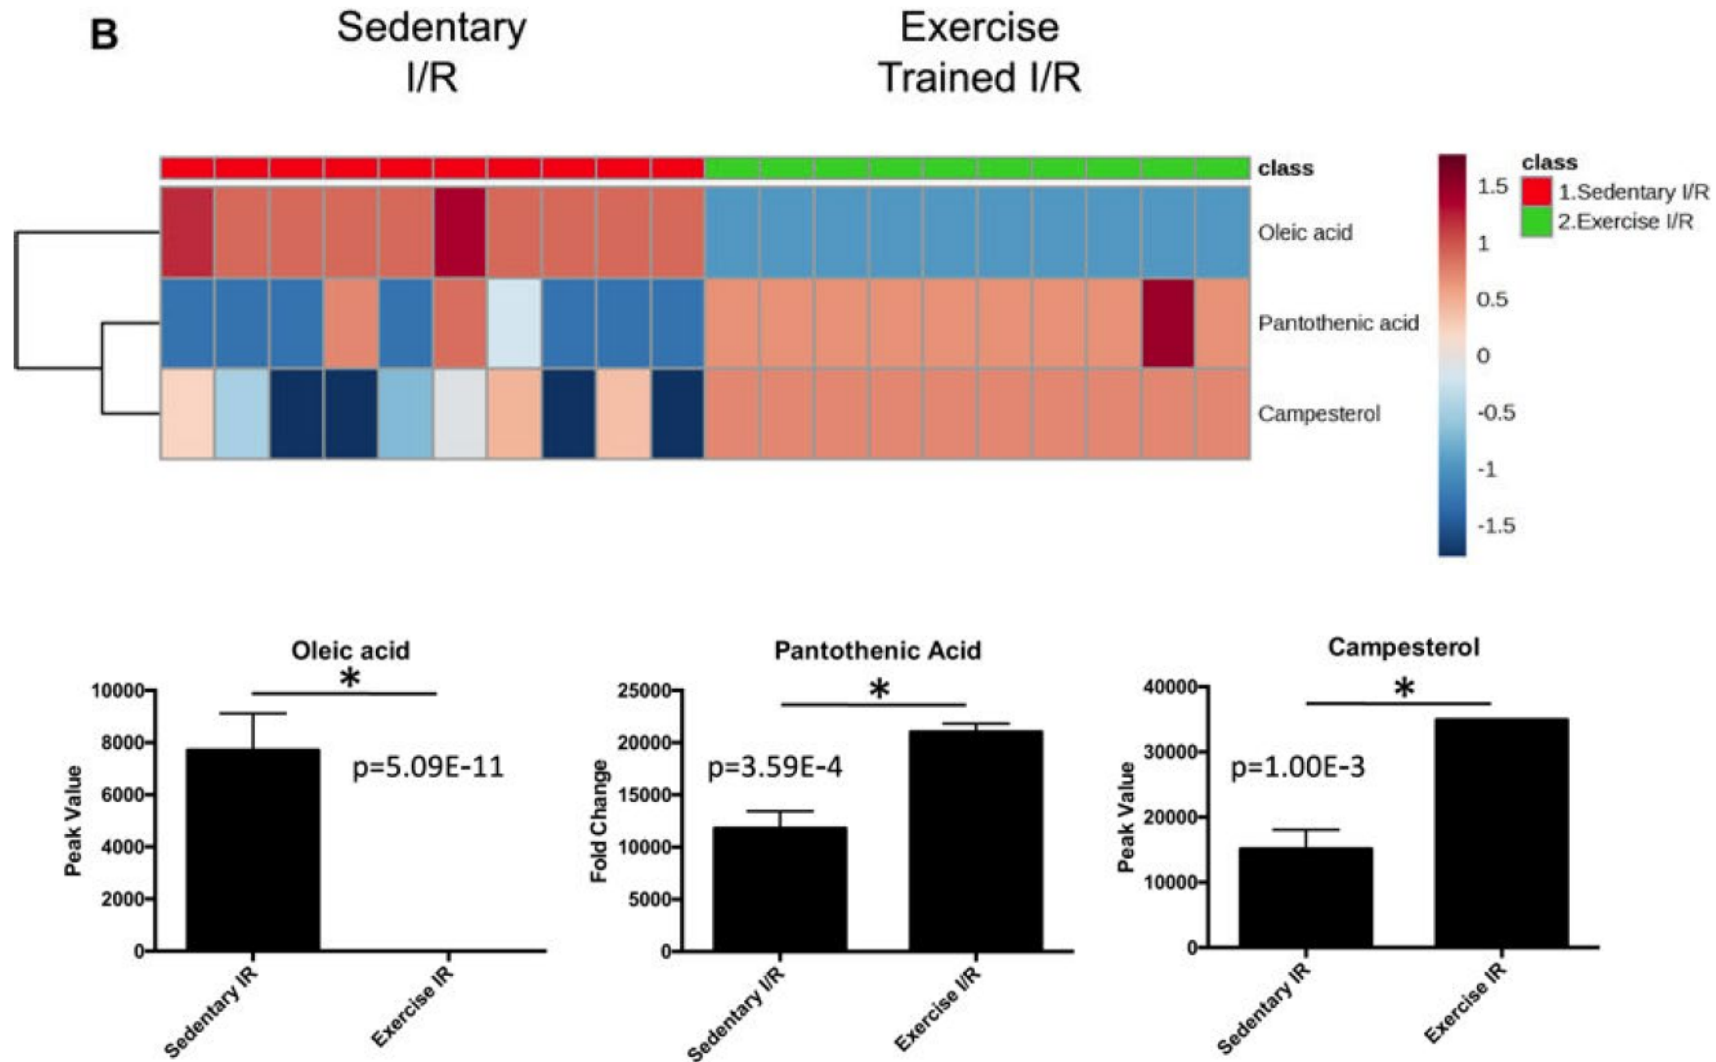 B
Sedentary
I/R
Exercise
Trained I/R
class
Oleic acid
Pantothenic acid
Campesterol
1.5
1
0.5
0
-0.5
-1
-1.5
class
1.Sedentary I/R
2.Exercise I/R
Oleic acid
*
p=5.09E-11
Peak Value
10000
8000
6000
4000
2000
0
Sedentary IR
Exercise IR
Pantothenic Acid
*
p=3.59E-4
Fold Change
25000
20000
15000
10000
5000
0
Sedentary I/R
Exercise I/R
Campesterol
*
p=1.00E-3
Peak Value
40000
30000
20000
10000
0
Sedentary IR
Exercise IR